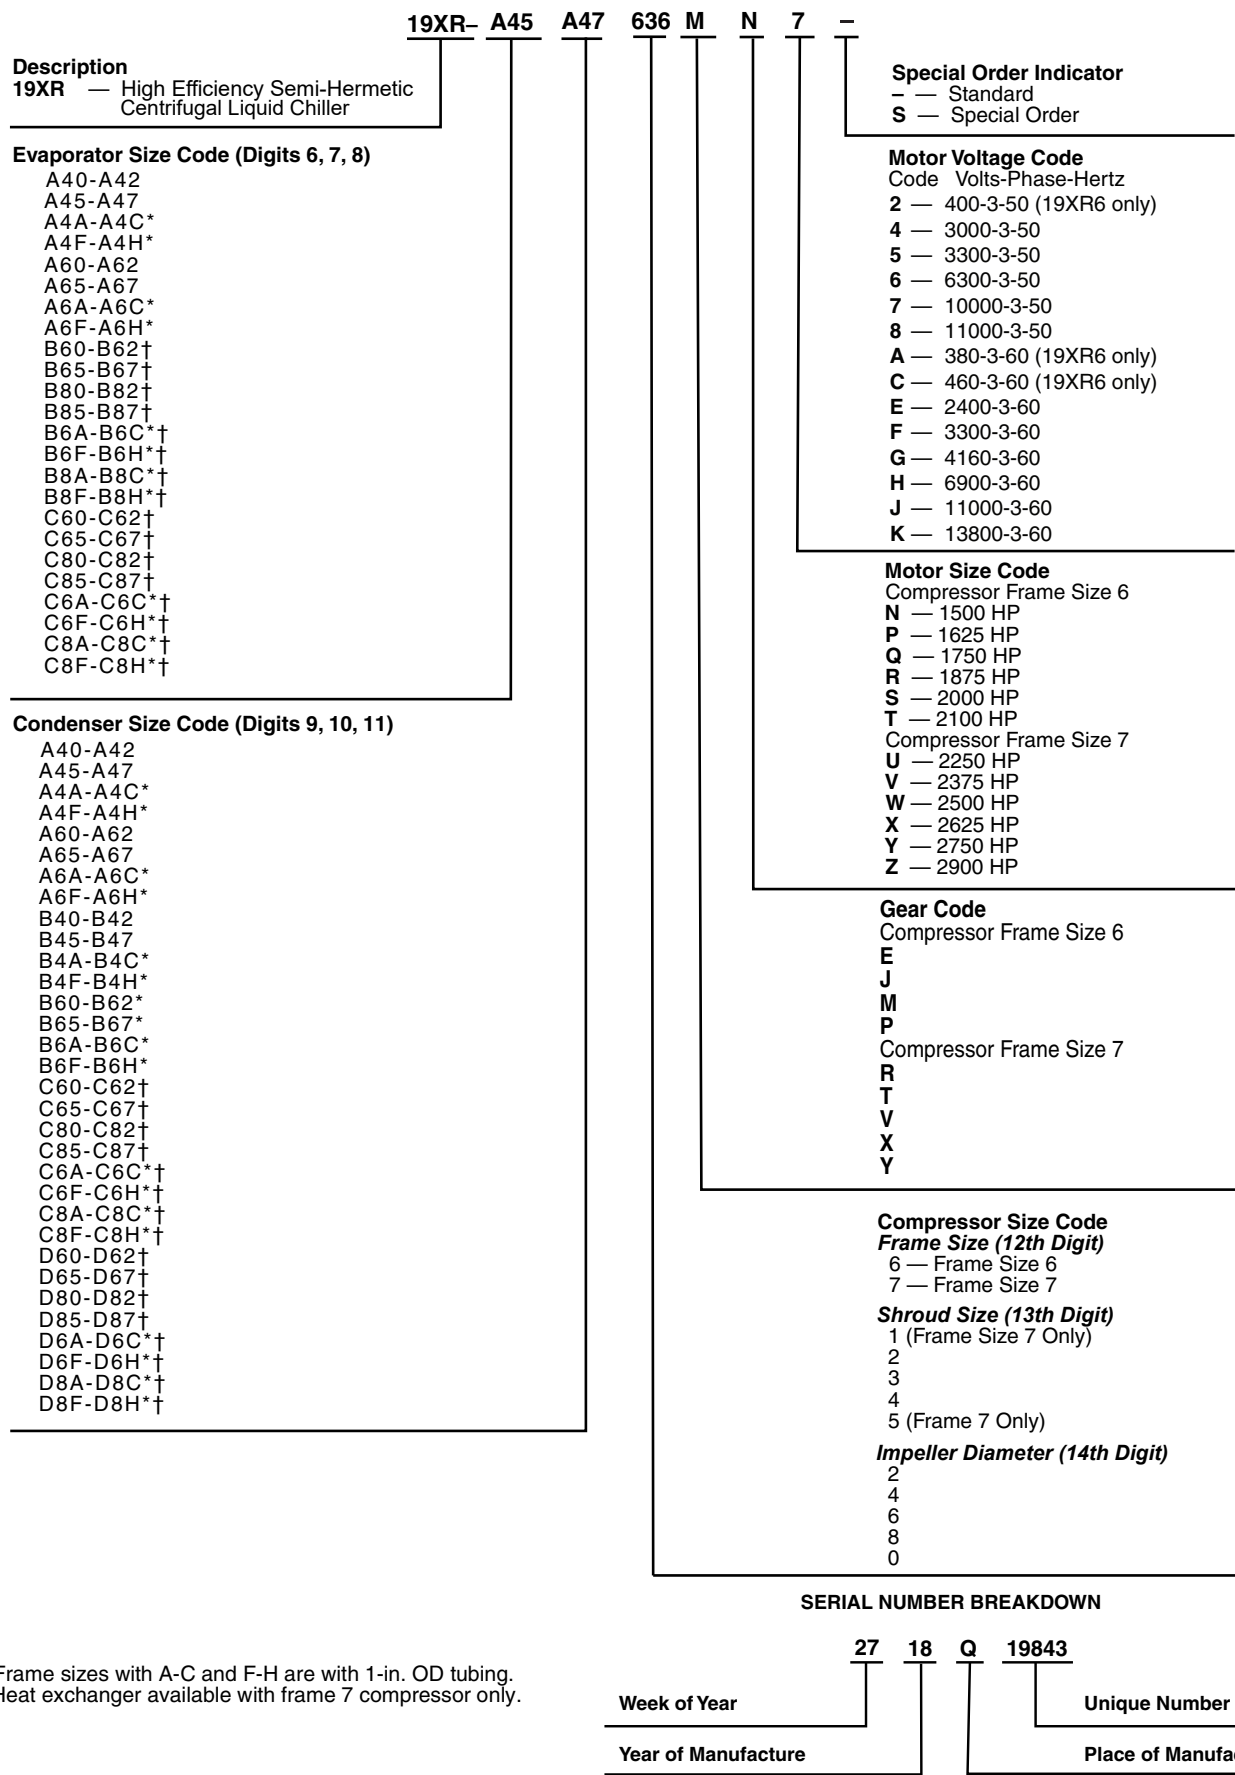 19XR– A45 A47 636 M N 7 –
Description
19XR — High Efficiency Semi-Hermetic
Centrifugal Liquid Chiller
Evaporator Size Code (Digits 6, 7, 8)
A40-A42
A45-A47
A4A-A4C*
A4F-A4H*
A60-A62
A65-A67
A6A-A6C*
A6F-A6H*
B60-B62†
B65-B67†
B80-B82†
B85-B87†
B6A-B6C*†
B6F-B6H*†
B8A-B8C*†
B8F-B8H*†
C60-C62†
C65-C67†
C80-C82†
C85-C87†
C6A-C6C*†
C6F-C6H*†
C8A-C8C*†
C8F-C8H*†
Condenser Size Code (Digits 9, 10, 11)
A40-A42
A45-A47
A4A-A4C*
A4F-A4H*
A60-A62
A65-A67
A6A-A6C*
A6F-A6H*
B40-B42
B45-B47
B4A-B4C*
B4F-B4H*
B60-B62*
B65-B67*
B6A-B6C*
B6F-B6H*
C60-C62†
C65-C67†
C80-C82†
C85-C87†
C6A-C6C*†
C6F-C6H*†
C8A-C8C*†
C8F-C8H*†
D60-D62†
D65-D67†
D80-D82†
D85-D87†
D6A-D6C*†
D6F-D6H*†
D8A-D8C*†
D8F-D8H*†
Special Order Indicator
– — Standard
S — Special Order
Motor Voltage Code
Code Volts-Phase-Hertz
2 — 400-3-50 (19XR6 only)
4 — 3000-3-50
5 — 3300-3-50
6 — 6300-3-50
7 — 10000-3-50
8 — 11000-3-50
A — 380-3-60 (19XR6 only)
C — 460-3-60 (19XR6 only)
E — 2400-3-60
F — 3300-3-60
G — 4160-3-60
H — 6900-3-60
J — 11000-3-60
K — 13800-3-60
Motor Size Code
Compressor Frame Size 6
N — 1500 HP
P — 1625 HP
Q — 1750 HP
R — 1875 HP
S — 2000 HP
T — 2100 HP
Compressor Frame Size 7
U — 2250 HP
V — 2375 HP
W — 2500 HP
X — 2625 HP
Y — 2750 HP
Z — 2900 HP
Gear Code
Compressor Frame Size 6
E
J
M
P
Compressor Frame Size 7
R
T
V
X
Y
Compressor Size Code
Frame Size (12th Digit)
6 — Frame Size 6
7 — Frame Size 7
Shroud Size (13th Digit)
1 (Frame Size 7 Only)
2
3
4
5 (Frame 7 Only)
Impeller Diameter (14th Digit)
2
4
6
8
0
SERIAL NUMBER BREAKDOWN
27 18 Q 19843
Week of Year
Unique Number
Year of Manufacture
Place of
Frame sizes with A-C and F-H are with 1-in. OD tubing.
Heat exchanger available with frame 7 compressor only.